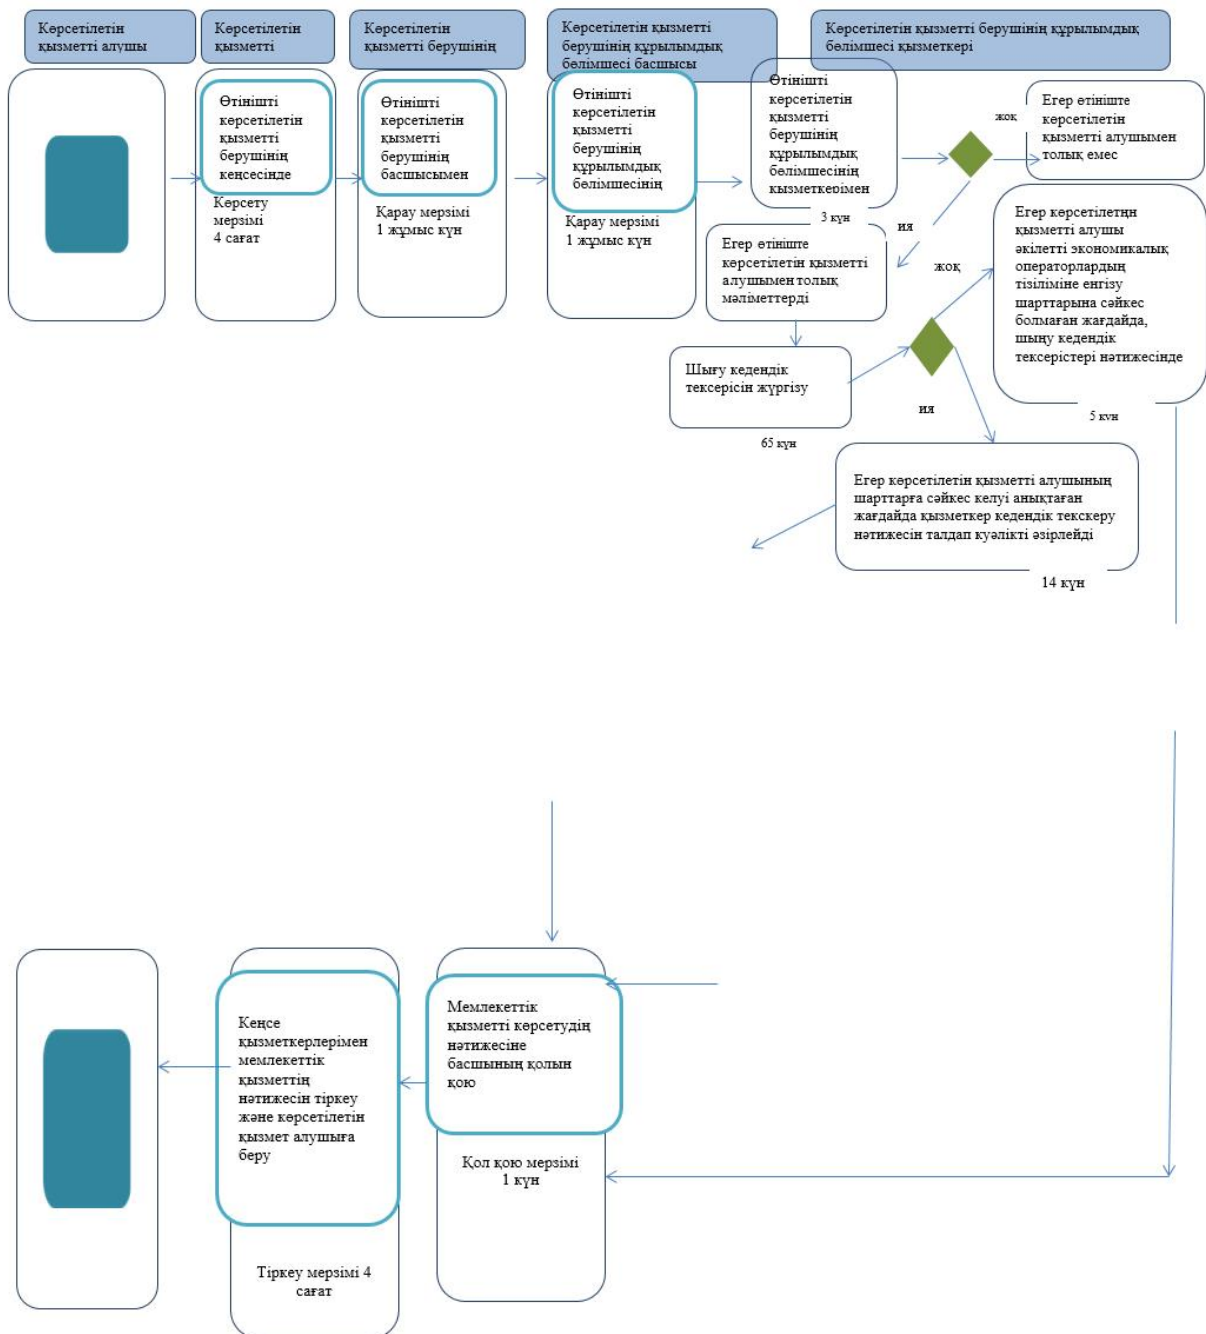 Көрсетілетін
қызметті алушы
Көрсетілетін
қызметті
Көрсетілетін
қызметті берушінің
Көрсетілетін қызметті
берушінің құрылымдық
бөлімшесі басшысы
Көрсетілетін қызметті берушінің құрылымдық
бөлімшесі қызметкері
Өтінішті
көрсетілетін
қызметті
берушінің
кеңсесінде
Көрсету
мерзімі
4 сағат
Өтінішті
көрсетілетін
қызметті
берушінің
басшысымен
Қарау мерзімі
1 жұмыс күн
Өтінішті
көрсетілетін
қызметті
берушінің
құрылымдық
бөлімшесінің
Қарау мерзімі
1 жұмыс күн
Өтінішті
көрсетілетін
қызметті
берушінің
құрылымдық
бөлімшесінің
қызметкерімен
3 күн
жоқ
Егер өтініште
көрсетілетін
қызметті алушымен
толық емес
ия
Егер өтініште
көрсетілетін қызметті
алушымен толық
мәліметтерді
жоқ
Егер көрсетілетңн
қызметті алушы
әкілетті экономикалық
операторлардың
тізіліміне енгізу
шарттарына сәйкес
болмаған жағдайда,
шыңу кедендік
тексерістері нәтижесінде
5 күн
Шығу кедендік
тексерісін жүргізу
65 күн
ия
Егер көрсетілетін қызметті алушының
шарттарға сәйкес келуі анықтаған
жағдайда қызметкер кедендік текскеру
нәтижесін талдап куәлікті әзірлейді
14 күн
Кеңсе
қызметкерлерімен
мемлекеттік
қызметтің
нәтижесін тіркеу
және көрсетілетін
қызмет алушыға
беру
Тіркеу мерзімі 4
сағат
Мемлекеттік
қызметті көрсетудің
нәтижесіне
басшының қолын
қою
Қол қою мерзімі
1 күн